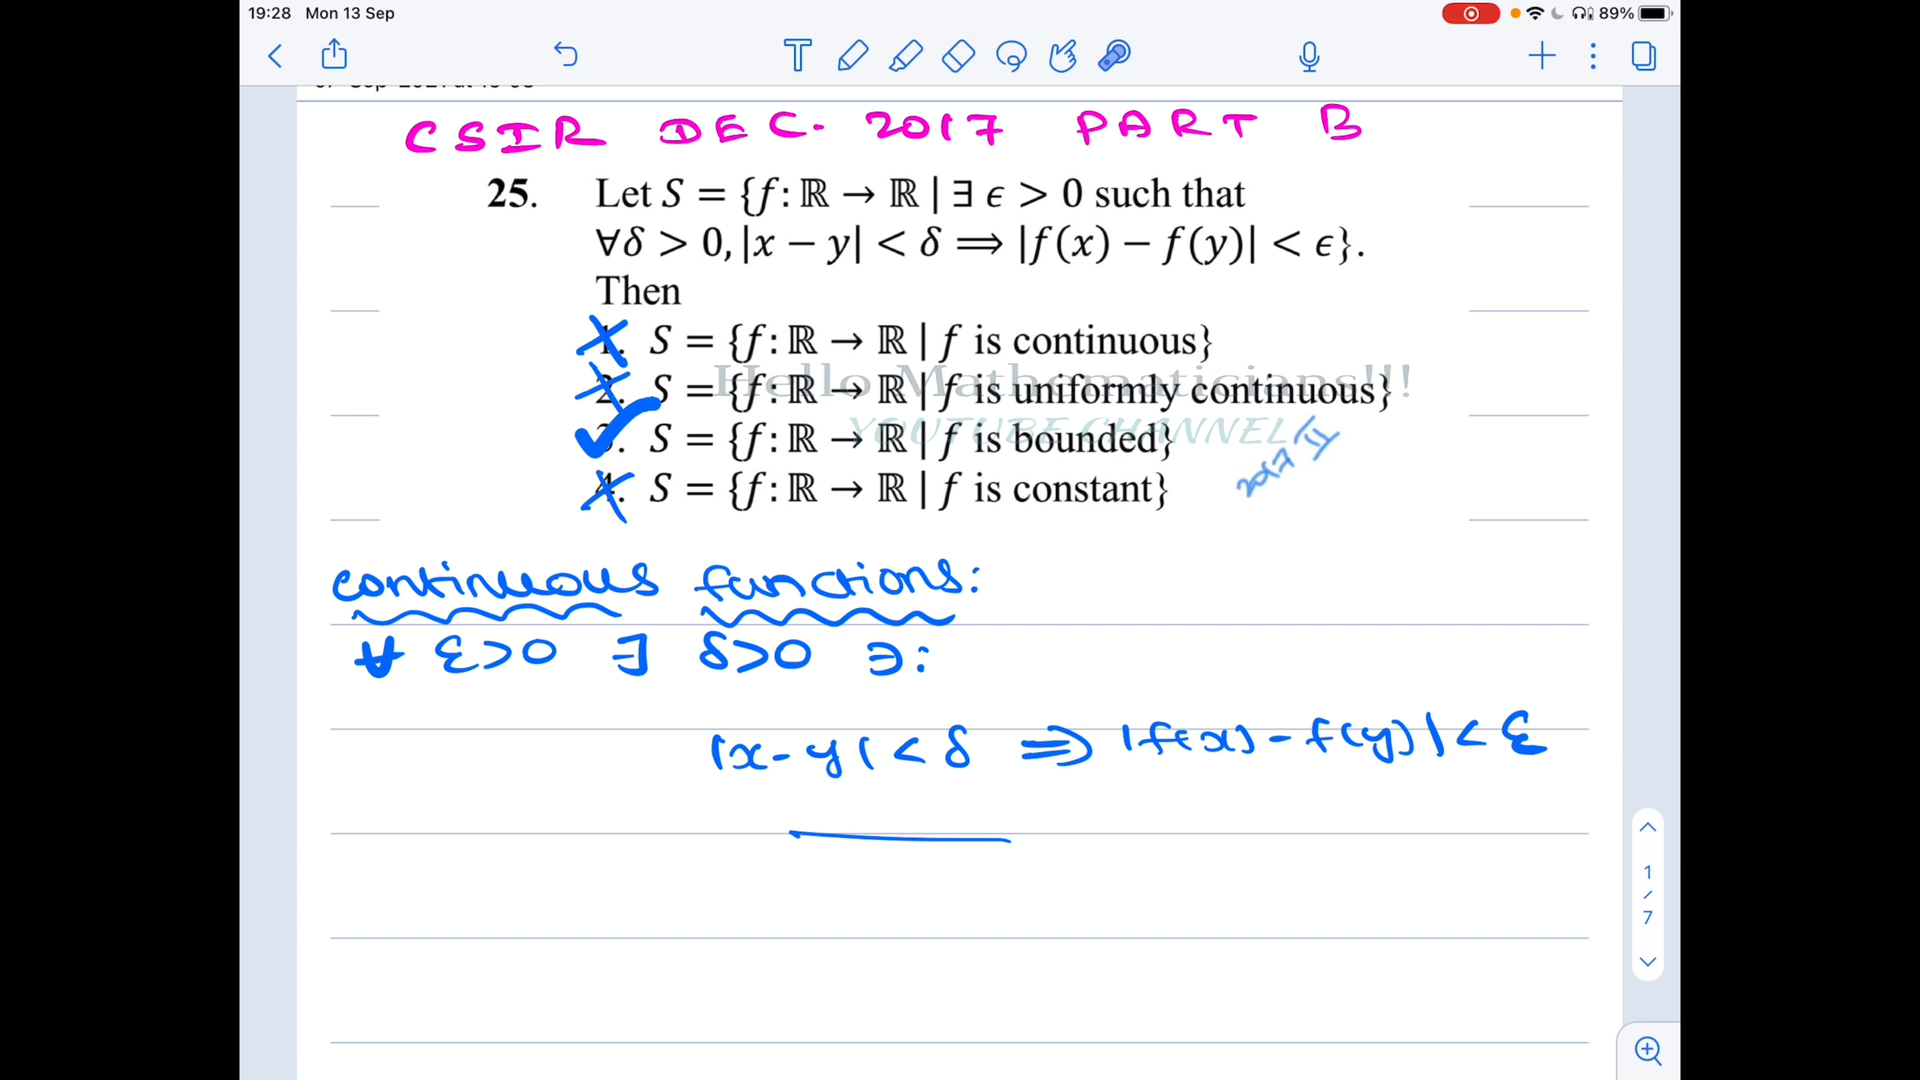 19:28 Mon 13 Sep
89%
CSIR DEC. 2017 PART B
25. Let S = {f: ℝ → ℝ | ∃ ϵ > 0 such that
∀δ > 0, |x − y| < δ ⟹ |f(x) − f(y)| < ϵ}.
Then
1. S = {f: ℝ → ℝ | f is continuous}
Hello Mathematicians!!!
2. S = {f: ℝ → ℝ | f is uniformly continuous}
YOUTUBE CHANNEL
3. S = {f: ℝ → ℝ | f is bounded}
2017 II
4. S = {f: ℝ → ℝ | f is constant}
continuous functions:
∀ ε>0 ∃ δ>0 ∋:
|x-y| < δ ⟹ |f(x) - f(y)| < ε
1
/
7